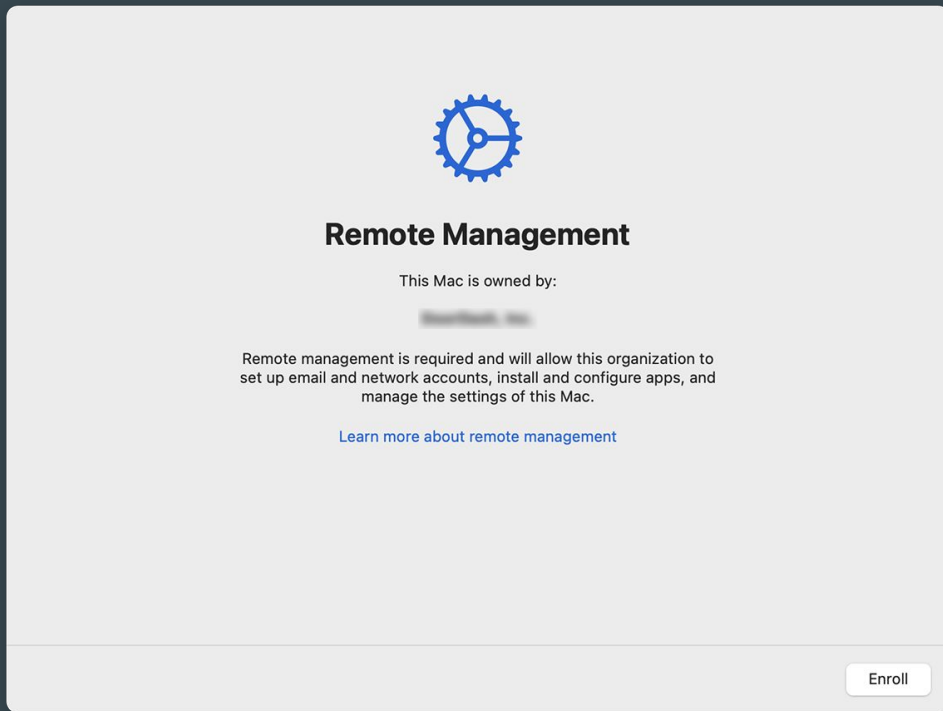 Remote Management
This Mac is owned by:
Remote management is required and will allow this organization to
set up email and network accounts, install and configure apps, and
manage the settings of this Mac.
Learn more about remote management
Enroll